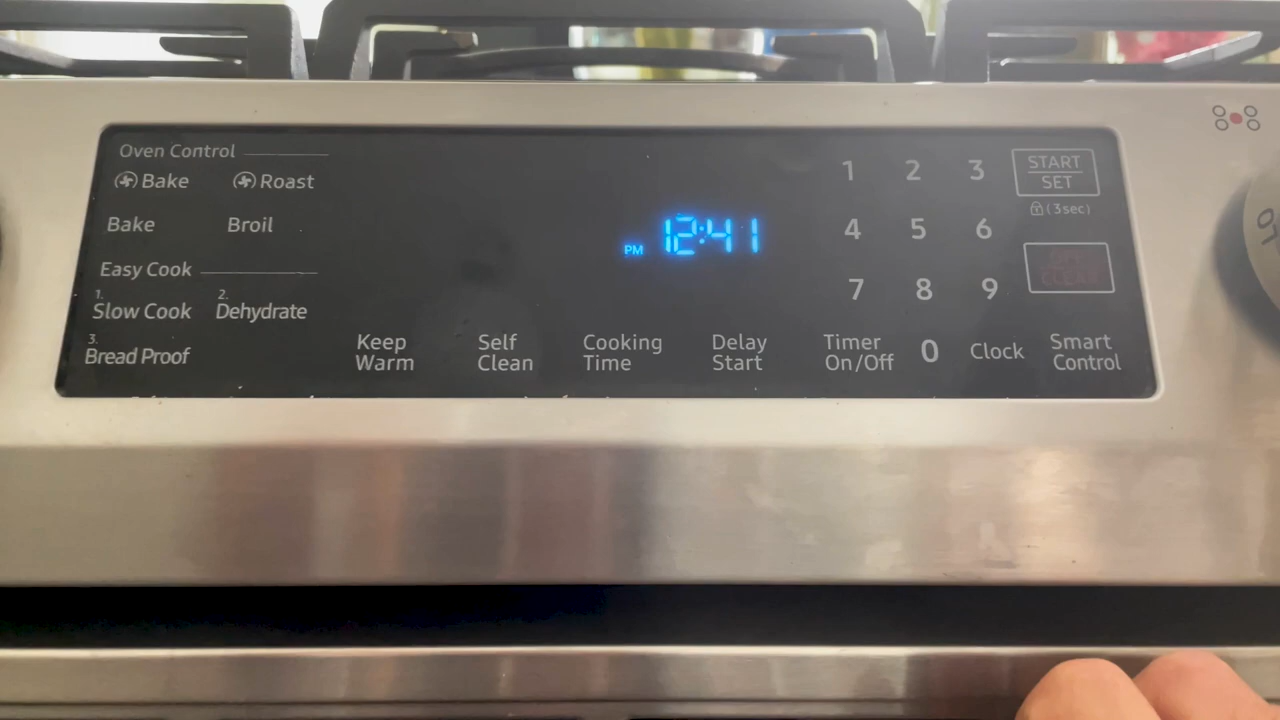 Oven Control
Bake Roast
Bake Broil
Easy Cook
1. Slow Cook 2. Dehydrate
3. Bread Proof
Keep
Warm
Self
Clean
Cooking
Time
Delay
Start
PM 12:41
1 2 3
4 5 6
7 8 9
Timer
On/Off
0
Clock
START
SET
(3sec)
OFF
CLEAR
Smart
Control